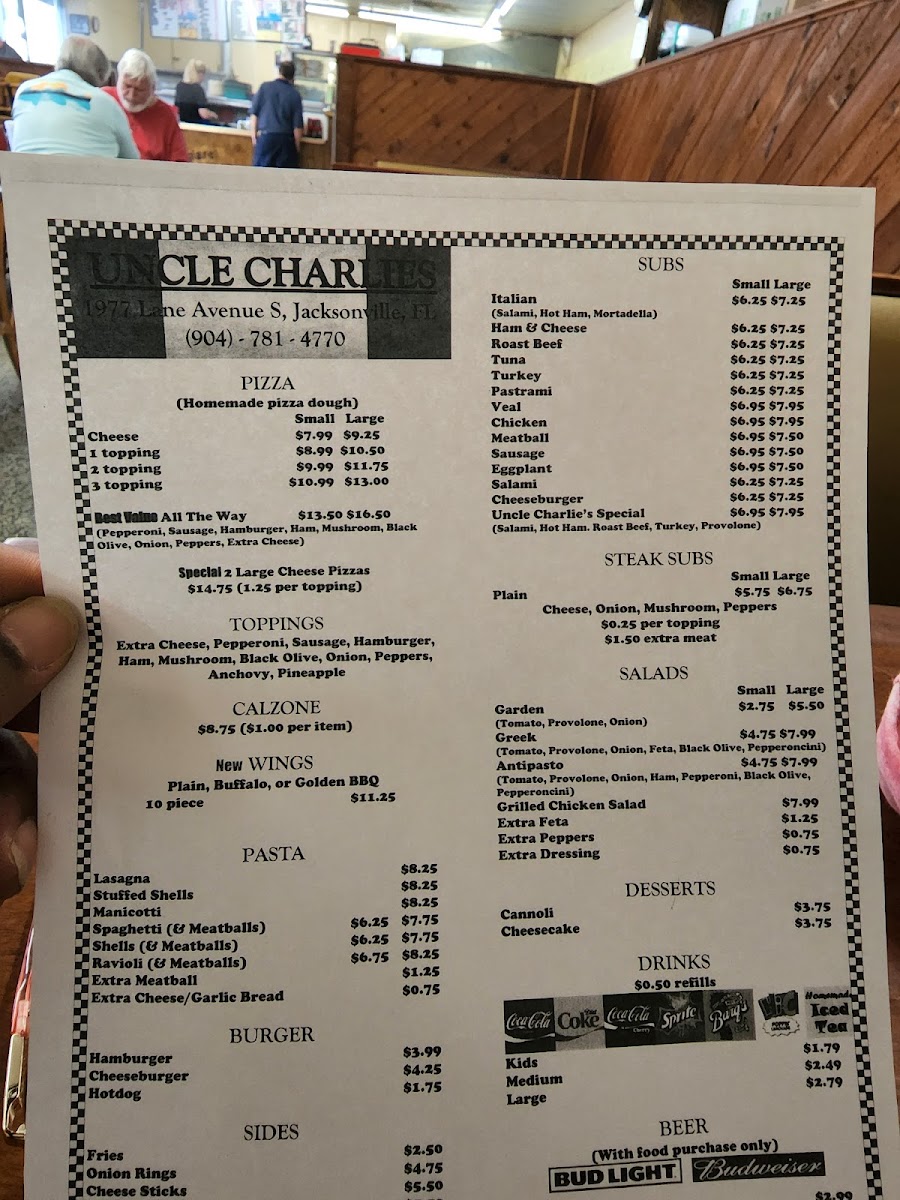 UNCLE CHARLIES
1977 Lane Avenue S, Jacksonville, FL
(904) - 781 - 4770
PIZZA
(Homemade pizza dough)
Small Large
Cheese $7.99 $9.25
1 topping $8.99 $10.50
2 topping $9.99 $11.75
3 topping $10.99 $13.00
Best Value All The Way $13.50 $16.50
(Pepperoni, Sausage, Hamburger, Ham, Mushroom, Black
Olive, Onion, Peppers, Extra Cheese)
Special 2 Large Cheese Pizzas
$14.75 (1.25 per topping)
TOPPINGS
Extra Cheese, Pepperoni, Sausage, Hamburger,
Ham, Mushroom, Black Olive, Onion, Peppers,
Anchovy, Pineapple
CALZONE
$8.75 ($1.00 per item)
New WINGS
Plain, Buffalo, or Golden BBQ
10 piece $11.25
PASTA
Lasagna $8.25
Stuffed Shells $8.25
Manicotti $8.25
Spaghetti (& Meatballs) $6.25 $7.75
Shells (& Meatballs) $6.25 $7.75
Ravioli (& Meatballs) $6.75 $8.25
Extra Meatball $1.25
Extra Cheese/Garlic Bread $0.75
BURGER
Hamburger $3.99
Cheeseburger $4.25
Hotdog $1.75
SIDES
Fries $2.50
Onion Rings $4.75
Cheese Sticks $5.50
SUBS
Small Large
Italian $6.25 $7.25
(Salami, Hot Ham, Mortadella)
Ham & Cheese $6.25 $7.25
Roast Beef $6.25 $7.25
Tuna $6.25 $7.25
Turkey $6.25 $7.25
Pastrami $6.25 $7.25
Veal $6.95 $7.95
Chicken $6.95 $7.95
Meatball $6.95 $7.50
Sausage $6.95 $7.50
Eggplant $6.95 $7.50
Salami $6.25 $7.25
Cheeseburger $6.25 $7.25
Uncle Charlie's Special $6.95 $7.95
(Salami, Hot Ham. Roast Beef, Turkey, Provolone)
STEAK SUBS
Small Large
Plain $5.75 $6.75
Cheese, Onion, Mushroom, Peppers
$0.25 per topping
$1.50 extra meat
SALADS
Small Large
Garden $2.75 $5.50
(Tomato, Provolone, Onion)
Greek $4.75 $7.99
(Tomato, Provolone, Onion, Feta, Black Olive, Pepperoncini)
Antipasto $4.75 $7.99
(Tomato, Provolone, Onion, Ham, Pepperoni, Black Olive,
Pepperoncini)
Grilled Chicken Salad $7.99
Extra Feta $1.25
Extra Peppers $0.75
Extra Dressing $0.75
DESSERTS
Cannoli $3.75
Cheesecake $3.75
DRINKS
$0.50 refills
Coca-Cola Coke Coca-Cola Cherry Sprite Barq's Homemade Iced Tea
Kids $1.79
Medium $2.49
Large $2.79
BEER
(With food purchase only)
BUD LIGHT Budweiser
$2.99